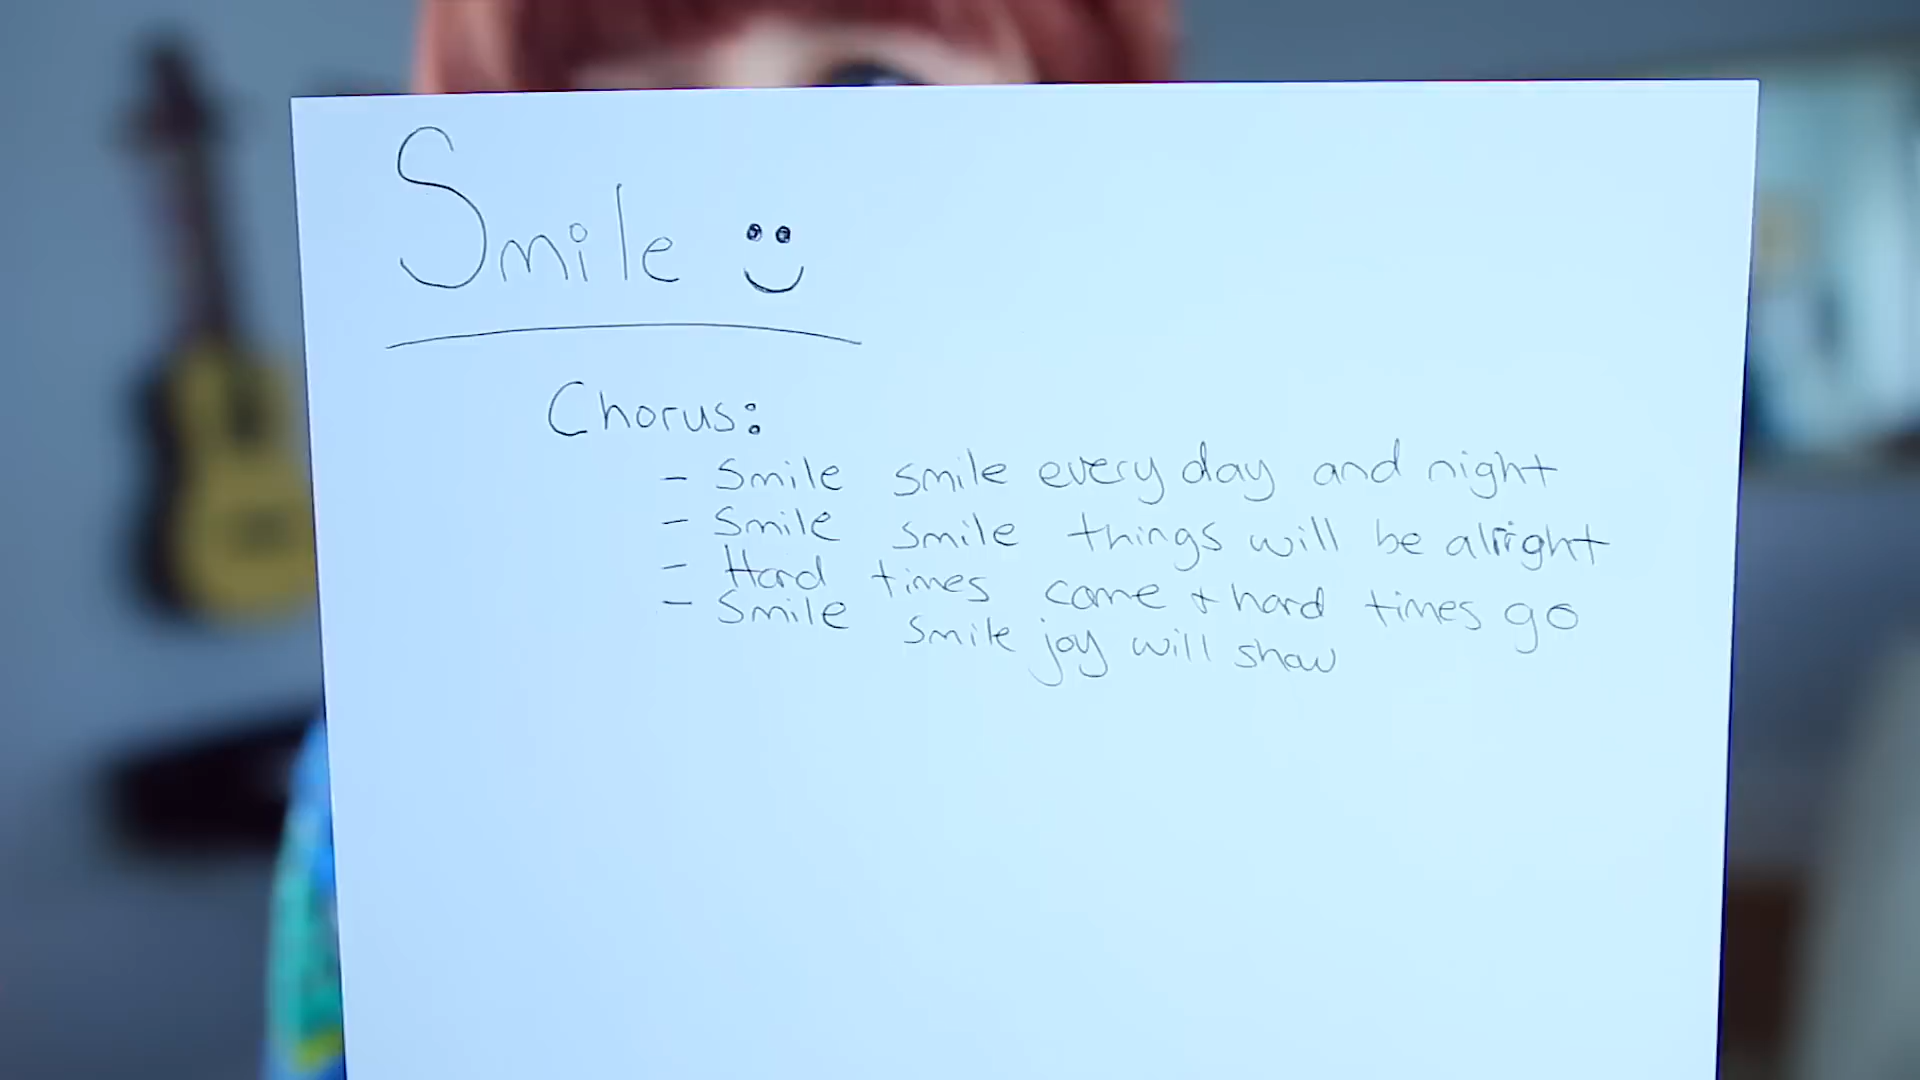 Smile
Chorus:
- Smile smile every day and night
- Smile smile things will be alright
- Hard times come + hard times go
- Smile smile joy will show